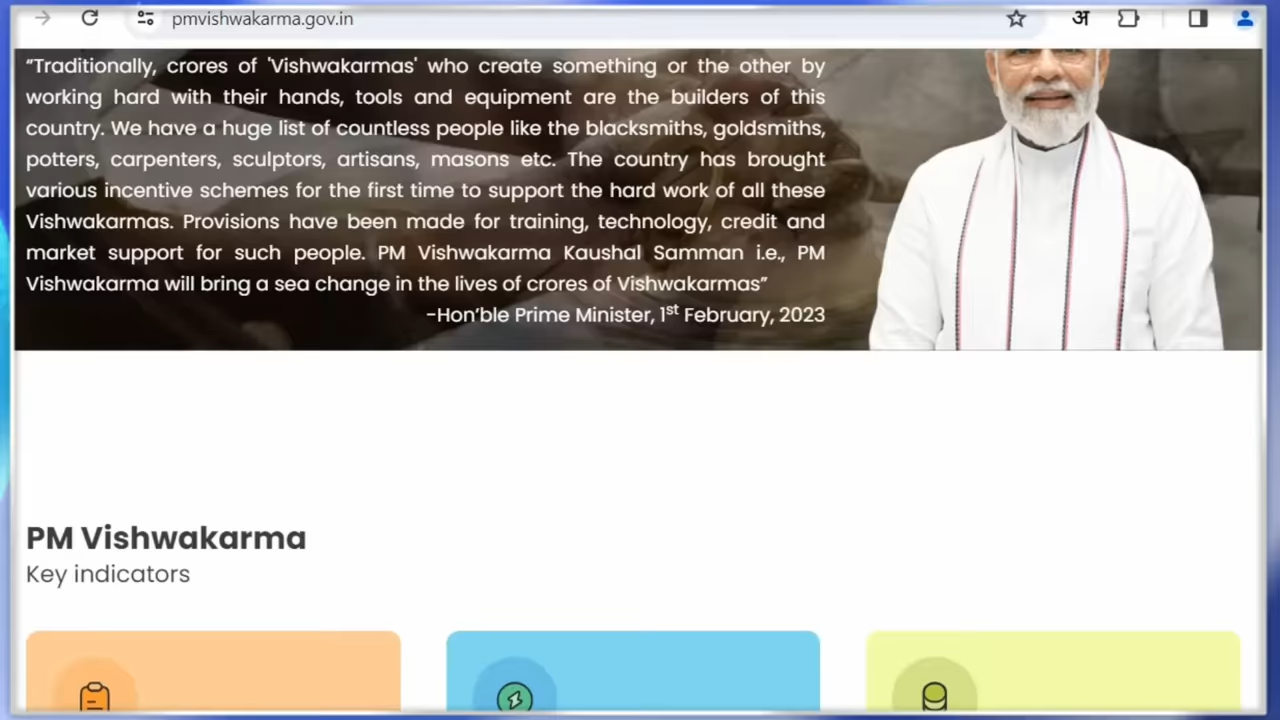 pmvishwakarma.gov.in
अ
“Traditionally, crores of 'Vishwakarmas' who create something or the other by
working hard with their hands, tools and equipment are the builders of this
country. We have a huge list of countless people like the blacksmiths, goldsmiths,
potters, carpenters, sculptors, artisans, masons etc. The country has brought
various incentive schemes for the first time to support the hard work of all these
Vishwakarmas. Provisions have been made for training, technology, credit and
market support for such people. PM Vishwakarma Kaushal Samman i.e., PM
Vishwakarma will bring a sea change in the lives of crores of Vishwakarmas”
-Hon’ble Prime Minister, 1st February, 2023
PM Vishwakarma
Key indicators